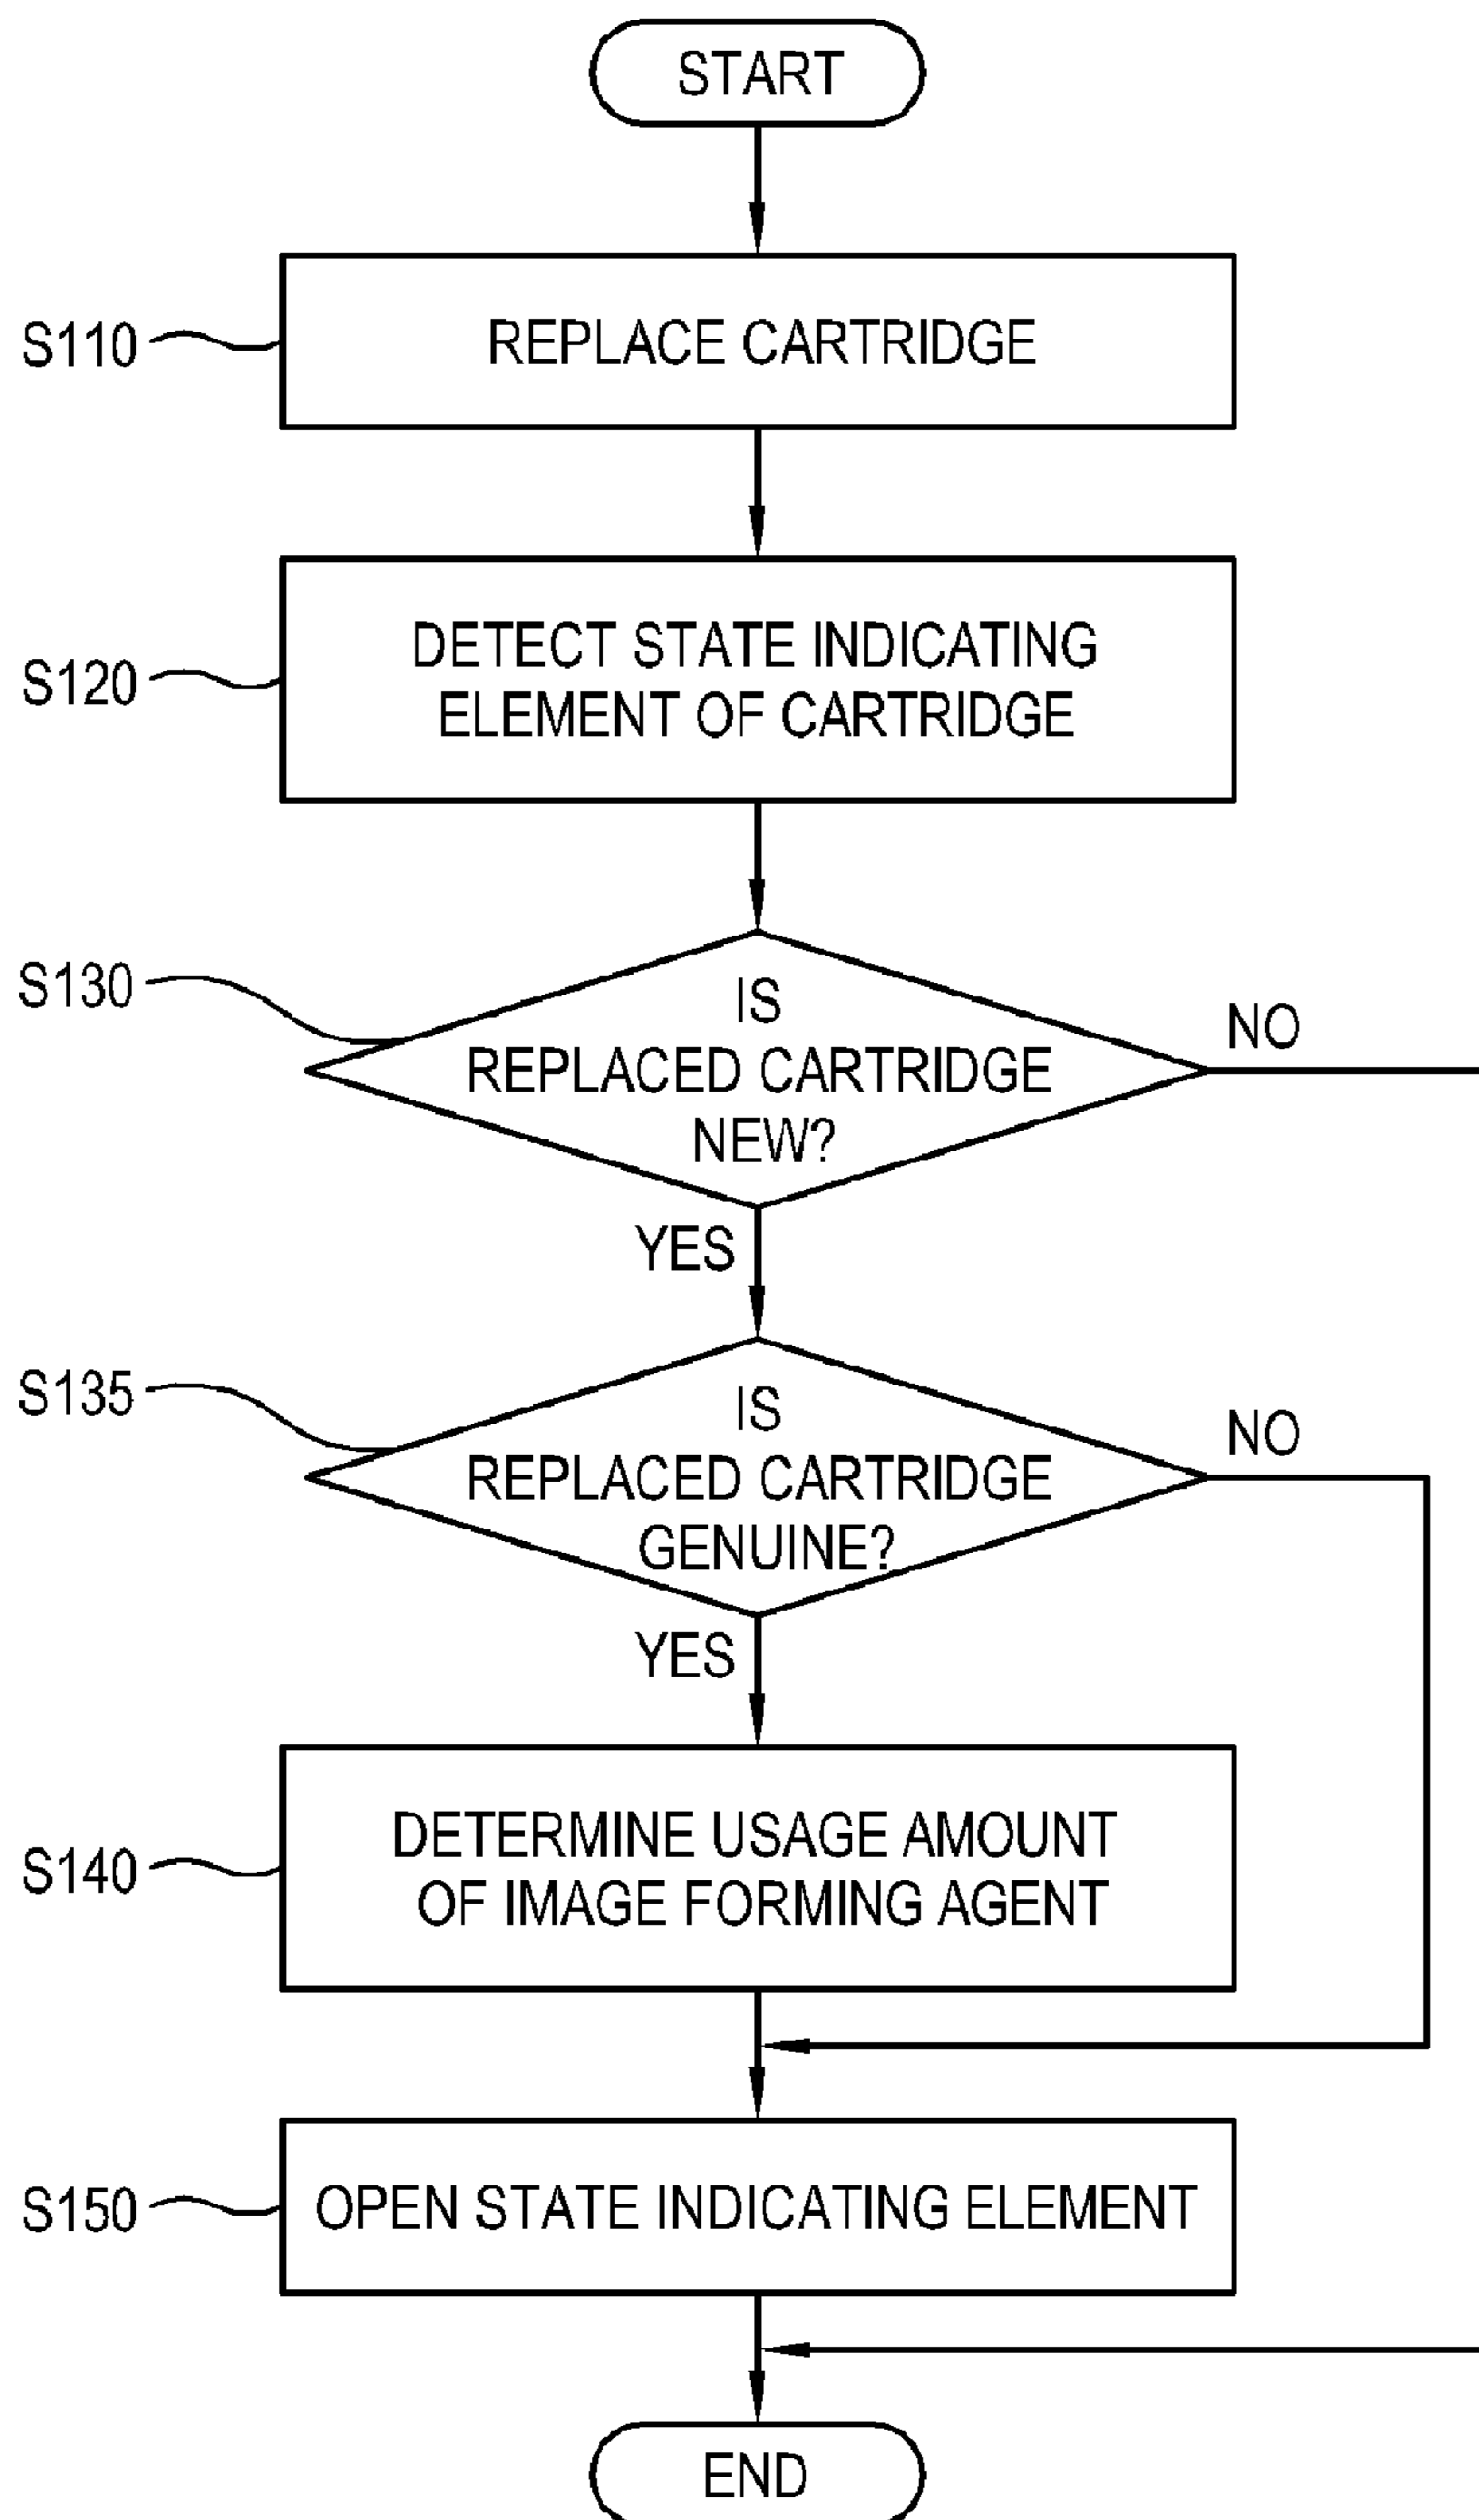 START
S110
REPLACE CARTRIDGE
S120
DETECT STATE INDICATING
ELEMENT OF CARTRIDGE
S130
IS
REPLACED CARTRIDGE
NEW?
NO
YES
S135
IS
REPLACED CARTRIDGE
GENUINE?
NO
YES
S140
DETERMINE USAGE AMOUNT
OF IMAGE FORMING AGENT
S150
OPEN STATE INDICATING ELEMENT
END